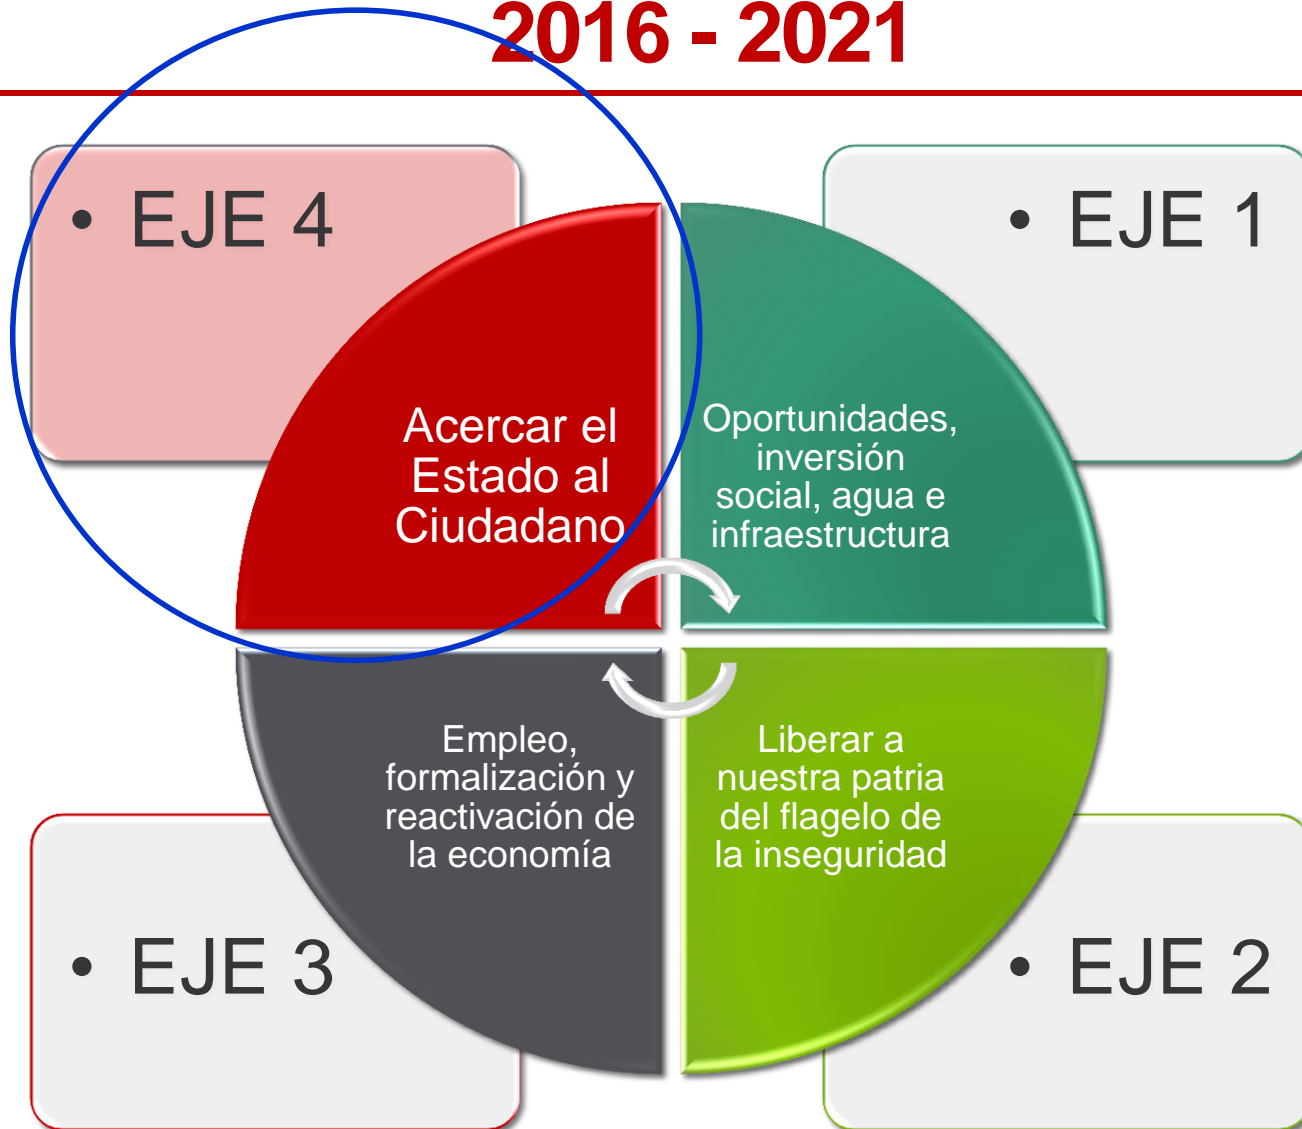 2016 - 2021
• EJE 4
• EJE 1
Acercar el
Estado al
Ciudadano
Oportunidades,
inversión
social, agua e
infraestructura
Empleo,
formalización y
reactivación de
la economía
Liberar a
nuestra patria
del flagelo de
la inseguridad
• EJE 3
• EJE 2